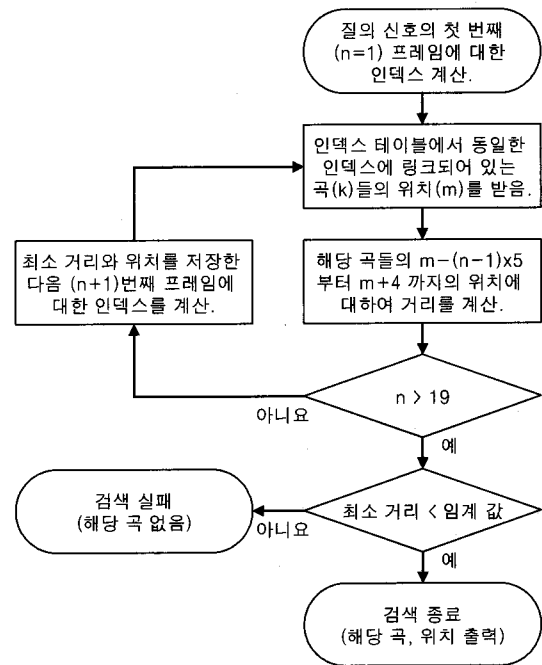 질의 신호의 첫 번째
(n=1) 프레임에 대한
인덱스 계산.
인덱스 테이블에서 동일한
인덱스에 링크되어 있는
곡(k)들의 위치(m)를 받음.
최소 거리와 위치를 저장한
다음 (n+1)번째 프레임에
대한 인덱스를 계산.
해당 곡들의 m-(n-1)x5
부터 m+4 까지의 위치에
대하여 거리를 계산.
n > 19
아니요
예
검색 실패
(해당 곡 없음)
최소 거리 < 임계 값
아니요
예
검색 종료
(해당 곡, 위치 출력)